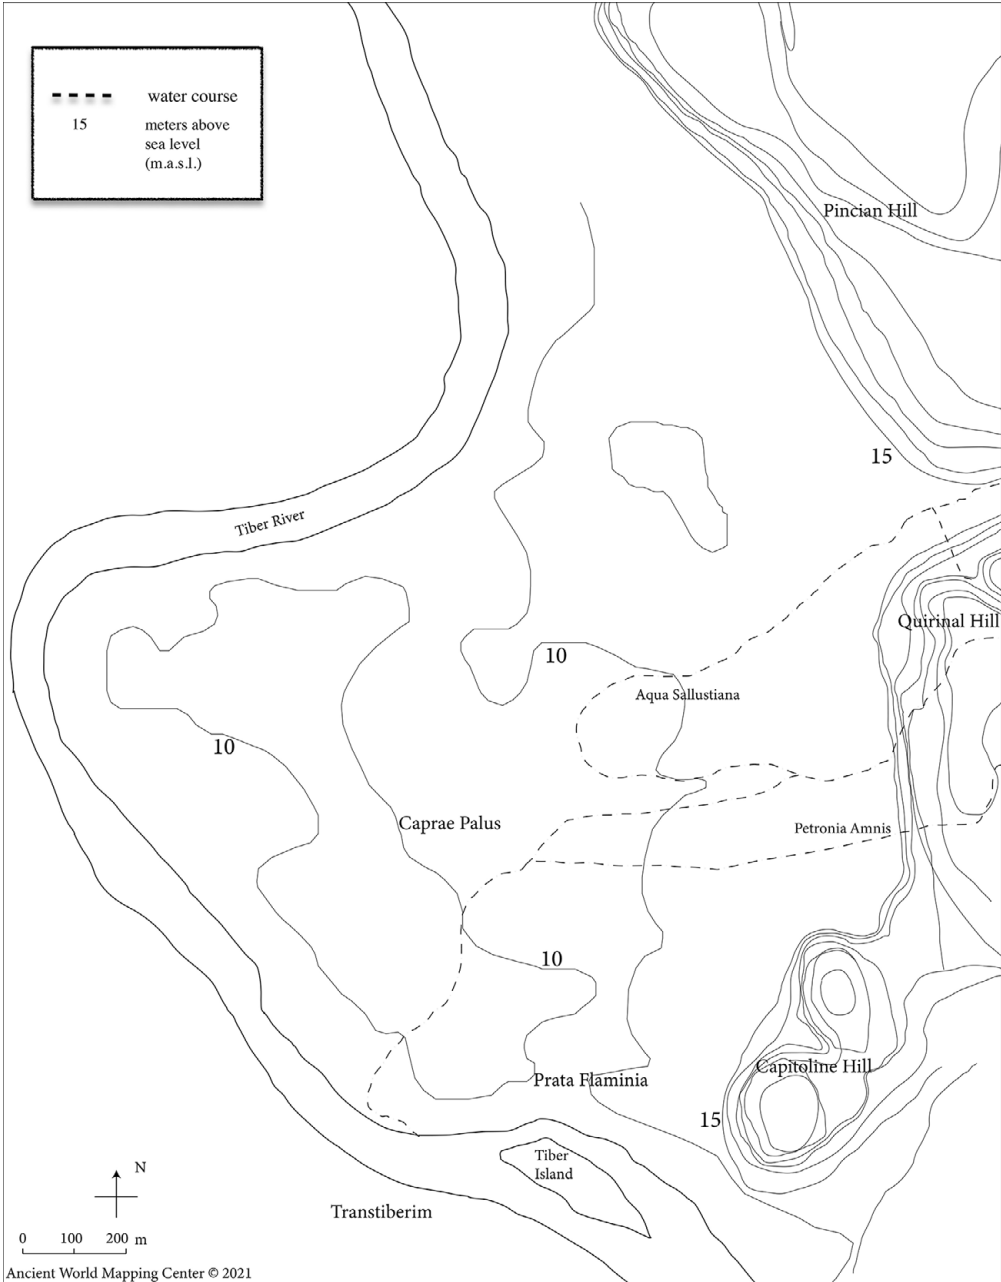 water course
15
meters above
sea level
(m.a.s.l.)
Pincian Hill
15
Tiber River
Quirinal Hill
10
Aqua Sallustiana
10
Caprae Palus
Petronia Amnis
10
Capitoline Hill
Prata Flaminia
15
Tiber
Island
N
Transtiberim
0 100 200 m
Ancient World Mapping Center © 2021